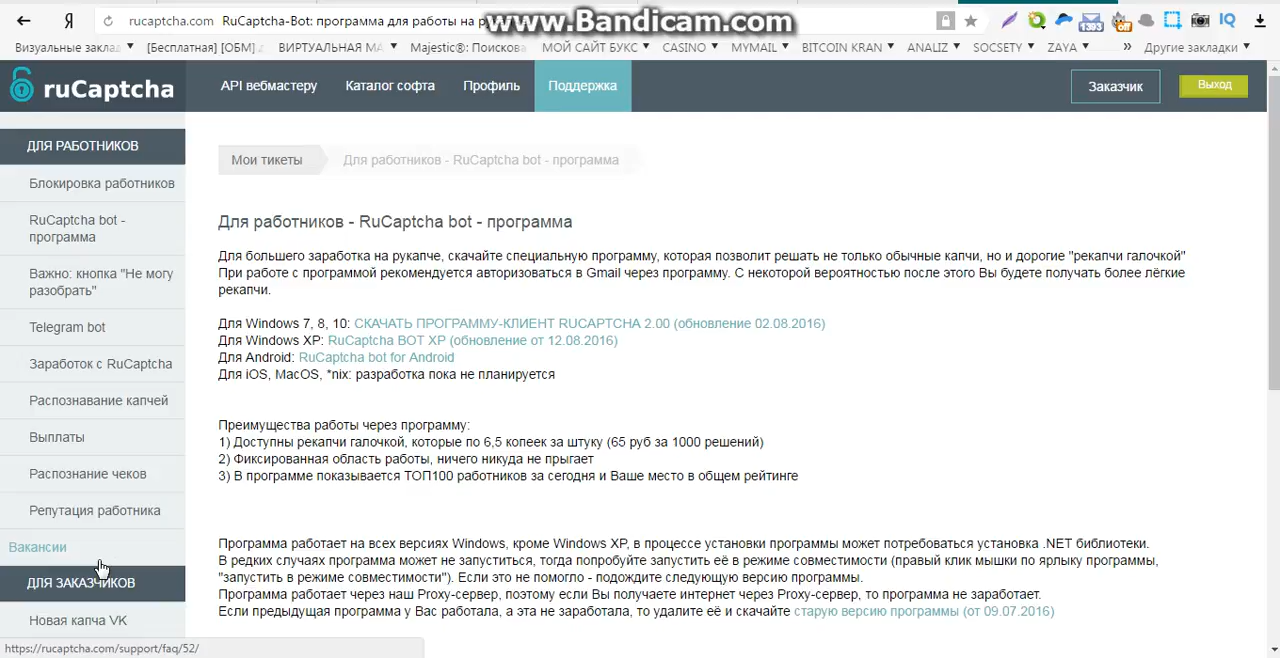 rucaptcha.com RuCaptcha-Bot: программа для работы на р
www.Bandicam.com
1393
off
IQ
Визуальные заклад
[Бесплатная] [ОБМ]
ВИРТУАЛЬНАЯ МА
Majestic®: Поискова
МОЙ САЙТ БУКС
CASINO
MYMAIL
BITCOIN KRAN
ANALIZ
SOCSETY
ZAYA
» Другие закладки
ruCaptcha
API вебмастеру
Каталог софта
Профиль
Поддержка
Заказчик
Выход
ДЛЯ РАБОТНИКОВ
Блокировка работников
RuCaptcha bot -
программа
Важно: кнопка "Не могу
разобрать"
Telegram bot
Заработок с RuCaptcha
Распознавание капчей
Выплаты
Распознание чеков
Репутация работника
Вакансии
ДЛЯ ЗАКАЗЧИКОВ
Новая капча VK
https://rucaptcha.com/support/faq/52/
Мои тикеты
Для работников - RuCaptcha bot - программа
Для работников - RuCaptcha bot - программа
Для большего заработка на рукапче, скачайте специальную программу, которая позволит решать не только обычные капчи, но и дорогие "рекапчи галочкой"
При работе с программой рекомендуется авторизоваться в Gmail через программу. С некоторой вероятностью после этого Вы будете получать более лёгкие
рекапчи.
Для Windows 7, 8, 10: СКАЧАТЬ ПРОГРАММУ-КЛИЕНТ RUCAPTCHA 2.00 (обновление 02.08.2016)
Для Windows XP: RuCaptcha BOT XP (обновление от 12.08.2016)
Для Android: RuCaptcha bot for Android
Для iOS, MacOS, *nix: разработка пока не планируется
Преимущества работы через программу:
1) Доступны рекапчи галочкой, которые по 6,5 копеек за штуку (65 руб за 1000 решений)
2) Фиксированная область работы, ничего никуда не прыгает
3) В программе показывается ТОП100 работников за сегодня и Ваше место в общем рейтинге
Программа работает на всех версиях Windows, кроме Windows XP, в процессе установки программы может потребоваться установка .NET библиотеки.
В редких случаях программа может не запуститься, тогда попробуйте запустить её в режиме совместимости (правый клик мышки по ярлыку программы,
"запустить в режиме совместимости"). Если это не помогло - подождите следующую версию программы.
Программа работает через наш Proxy-сервер, поэтому если Вы получаете интернет через Proxy-сервер, то программа не заработает.
Если предыдущая программа у Вас работала, а эта не заработала, то удалите её и скачайте старую версию программы (от 09.07.2016)